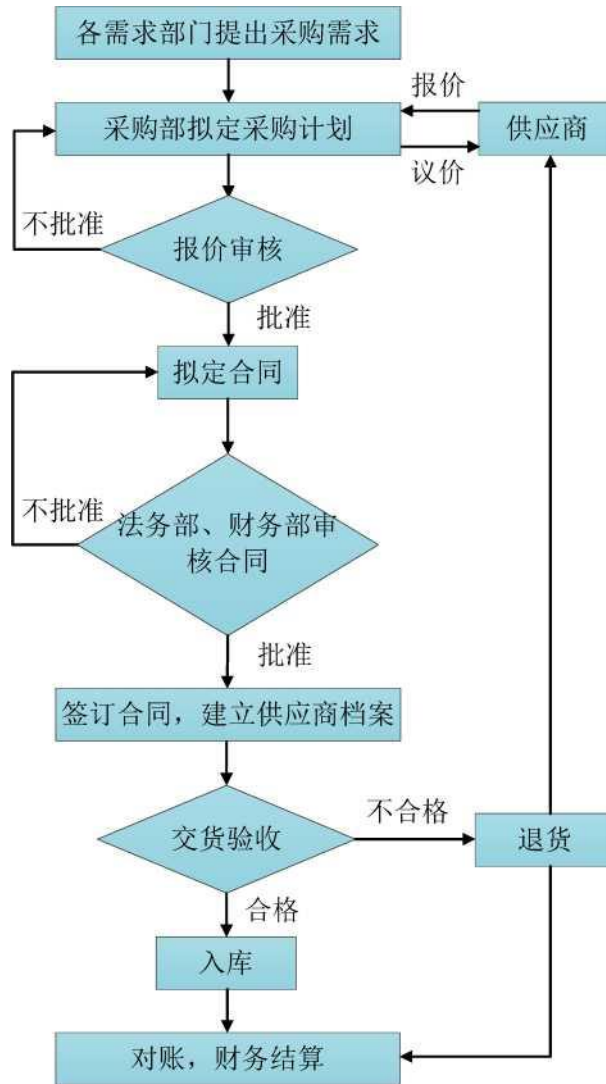 各需求部门提出采购需求
报价
采购部拟定采购计划
供应商
议价
不批准
报价审核
批准
拟定合同
不批准
法务部、财务部审
核合同
批准
签订合同，建立供应商档案
不合格
交货验收
退货
合格
入库
对账，财务结算